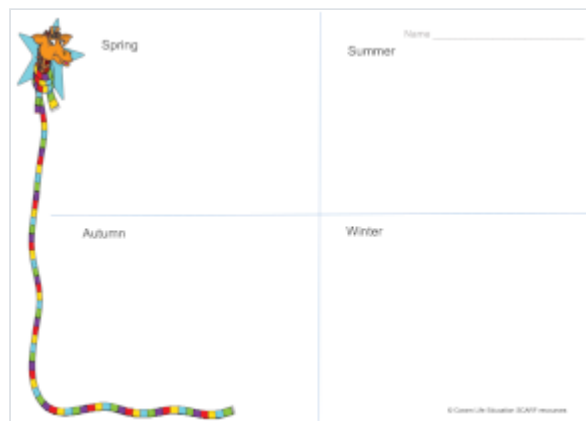 Name
Spring
Summer
Autumn
Winter
© Coram Life Education SCARF resources